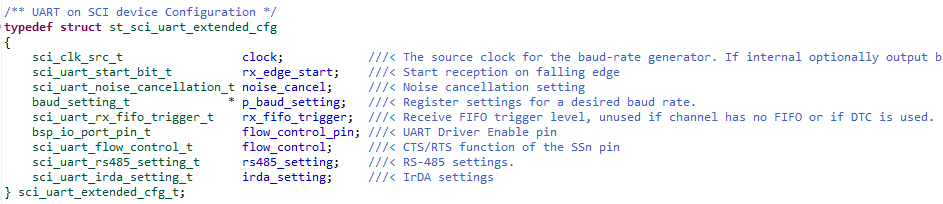 /** UART on SCI device Configuration */
typedef struct st_sci_uart_extended_cfg
{
    sci_clk_src_t                clock;            ///< The source clock for the baud-rate generator. If internal optionally output b
    sci_uart_start_bit_t         rx_edge_start;    ///< Start reception on falling edge
    sci_uart_noise_cancellation_t noise_cancel;    ///< Noise cancellation setting
    baud_setting_t             * p_baud_setting;   ///< Register settings for a desired baud rate.
    sci_uart_rx_fifo_trigger_t   rx_fifo_trigger;  ///< Receive FIFO trigger level, unused if channel has no FIFO or if DTC is used.
    bsp_io_port_pin_t            flow_control_pin; ///< UART Driver Enable pin
    sci_uart_flow_control_t      flow_control;     ///< CTS/RTS function of the SSn pin
    sci_uart_rs485_setting_t     rs485_setting;    ///< RS-485 settings.
    sci_uart_irda_setting_t      irda_setting;     ///< IrDA settings
} sci_uart_extended_cfg_t;